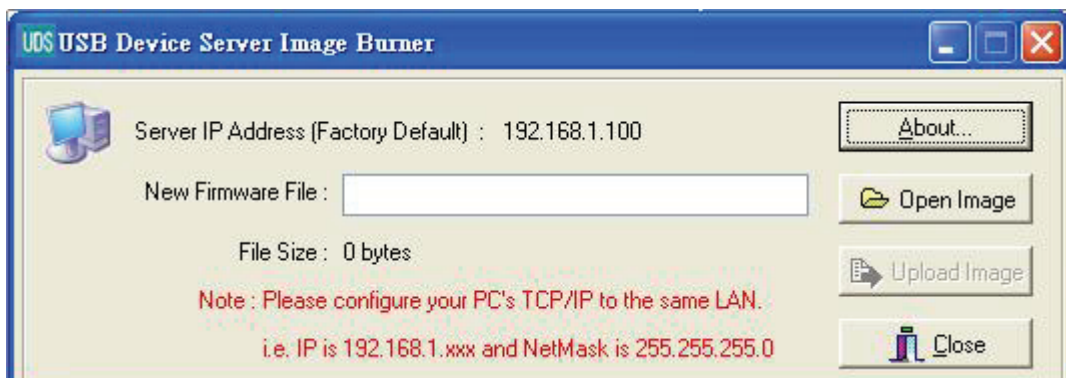 UDS USB Device Server Image Burner
Server IP Address (Factory Default) : 192.168.1.100
About...
New Firmware File :
Open Image
File Size : 0 bytes
Upload Image
Note : Please configure your PC's TCP/IP to the same LAN.
i.e. IP is 192.168.1.xxx and NetMask is 255.255.255.0
Close